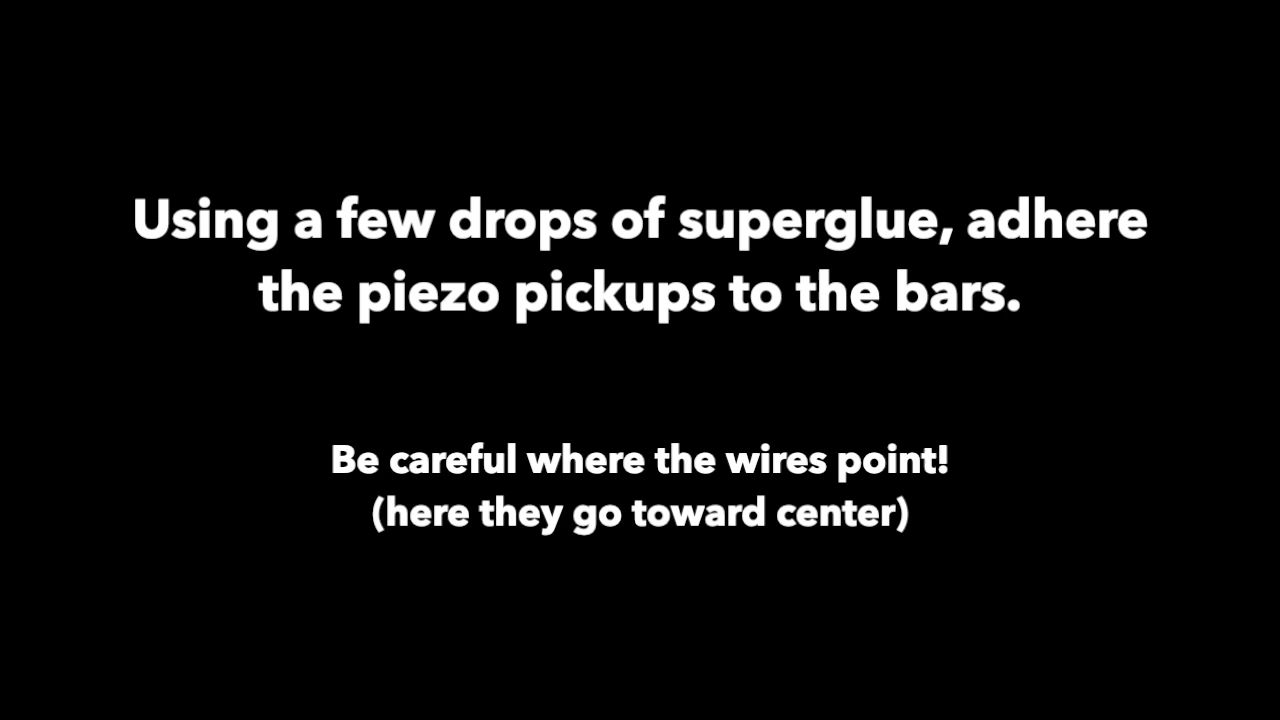 Using a few drops of superglue, adhere
the piezo pickups to the bars.
Be careful where the wires point!
(here they go toward center)